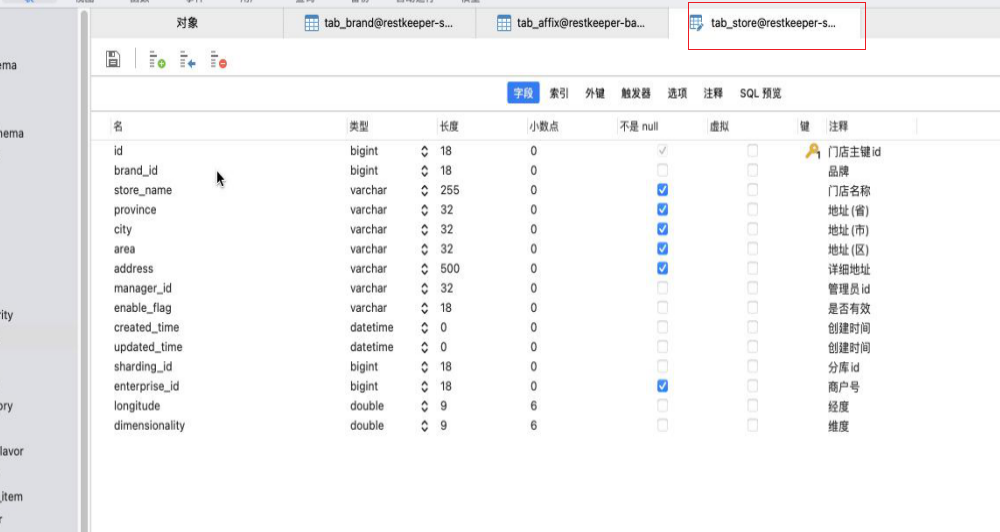 对象 tab_brand@restkeeper-s... tab_affix@restkeeper-ba... tab_store@restkeeper-s...
字段 索引 外键 触发器 选项 注释 SQL 预览
名 类型 长度 小数点 不是 null 虚拟 键 注释
id bigint 18 0 1 门店主键id
brand_id bigint 18 0 品牌
store_name varchar 255 0 门店名称
province varchar 32 0 地址(省)
city varchar 32 0 地址(市)
area varchar 32 0 地址(区)
address varchar 500 0 详细地址
manager_id varchar 32 0 管理员id
enable_flag varchar 18 0 是否有效
created_time datetime 0 0 创建时间
updated_time datetime 0 0 创建时间
sharding_id bigint 18 0 分库id
enterprise_id bigint 18 0 商户号
longitude double 9 6 经度
dimensionality double 9 6 维度
ema
nema
ity
ory
lavor
_item